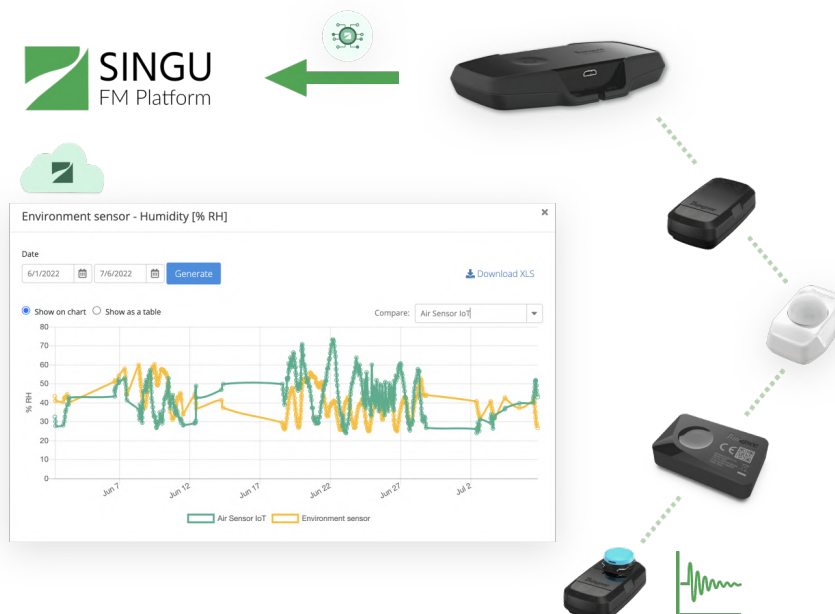 SINGU
FM Platform
Environment sensor - Humidity [% RH]
×
Date
6/1/2022
7/6/2022
Generate
Download XLS
Show on chart
Show as a table
Compare:
Air Sensor IoT
80
70
60
50
40
30
20
10
0
% RH
Jun 7
Jun 12
Jun 17
Jun 22
Jun 27
Jul 2
Air Sensor IoT
Environment sensor